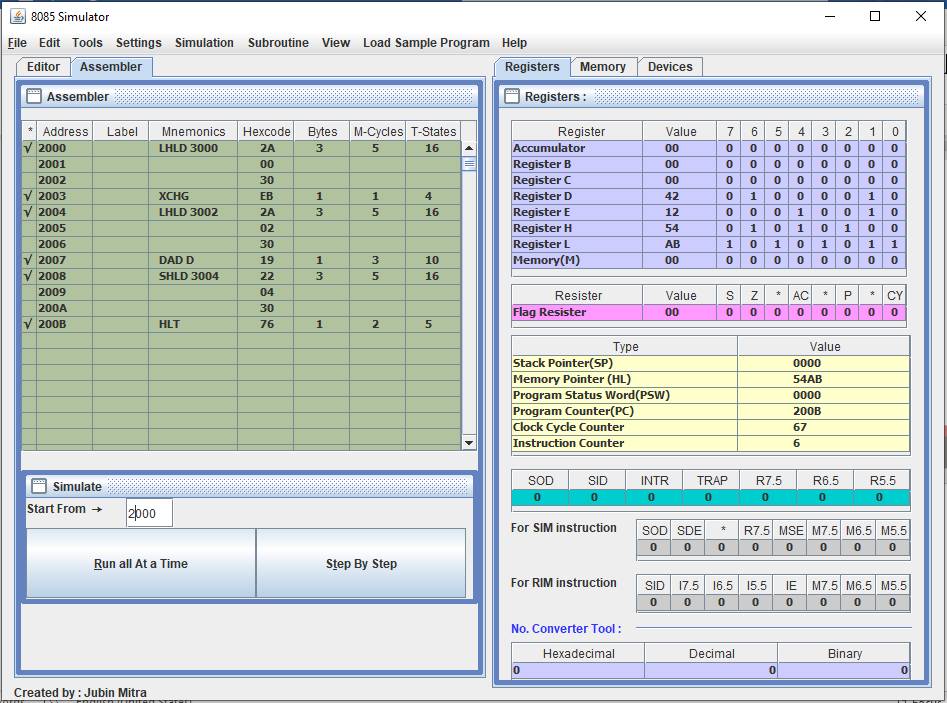 8085 Simulator
File Edit Tools Settings Simulation Subroutine View Load Sample Program Help
Editor Assembler
Assembler
* Address Label Mnemonics Hexcode Bytes M-Cycles T-States
√ 2000 LHLD 3000 2A 3 5 16
2001 00
2002 30
√ 2003 XCHG EB 1 1 4
√ 2004 LHLD 3002 2A 3 5 16
2005 02
2006 30
√ 2007 DAD D 19 1 3 10
√ 2008 SHLD 3004 22 3 5 16
2009 04
200A 30
√ 200B HLT 76 1 2 5
Simulate
Start From → 2000
Run all At a Time Step By Step
Created by : Jubin Mitra
Registers Memory Devices
Registers :
Register Value 7 6 5 4 3 2 1 0
Accumulator 00 0 0 0 0 0 0 0 0
Register B 00 0 0 0 0 0 0 0 0
Register C 00 0 0 0 0 0 0 0 0
Register D 42 0 1 0 0 0 0 1 0
Register E 12 0 0 0 1 0 0 1 0
Register H 54 0 1 0 1 0 1 0 0
Register L AB 1 0 1 0 1 0 1 1
Memory(M) 00 0 0 0 0 0 0 0 0
Resister Value S Z * AC * P * CY
Flag Resister 00 0 0 0 0 0 0 0 0
Type Value
Stack Pointer(SP) 0000
Memory Pointer (HL) 54AB
Program Status Word(PSW) 0000
Program Counter(PC) 200B
Clock Cycle Counter 67
Instruction Counter 6
SOD SID INTR TRAP R7.5 R6.5 R5.5
0 0 0 0 0 0 0
For SIM instruction SOD SDE * R7.5 MSE M7.5 M6.5 M5.5
0 0 0 0 0 0 0 0
For RIM instruction SID I7.5 I6.5 I5.5 IE M7.5 M6.5 M5.5
0 0 0 0 0 0 0 0
No. Converter Tool :
Hexadecimal Decimal Binary
0 0 0